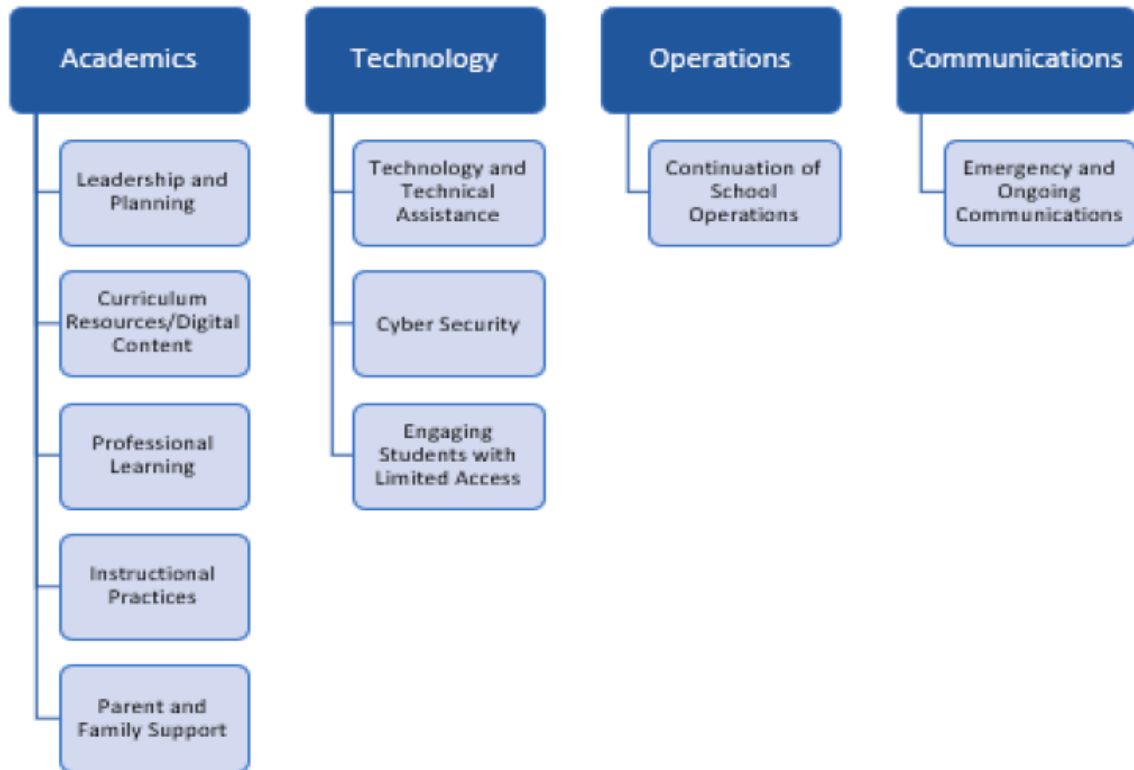 Academics
Leadership and
Planning
Curriculum
Resources/Digital
Content
Professional
Learning
Instructional
Practices
Parent and
Family Support
Technology
Technology and
Technical
Assistance
Cyber Security
Engaging
Students with
Limited Access
Operations
Continuation of
School
Operations
Communications
Emergency and
Ongoing
Communications